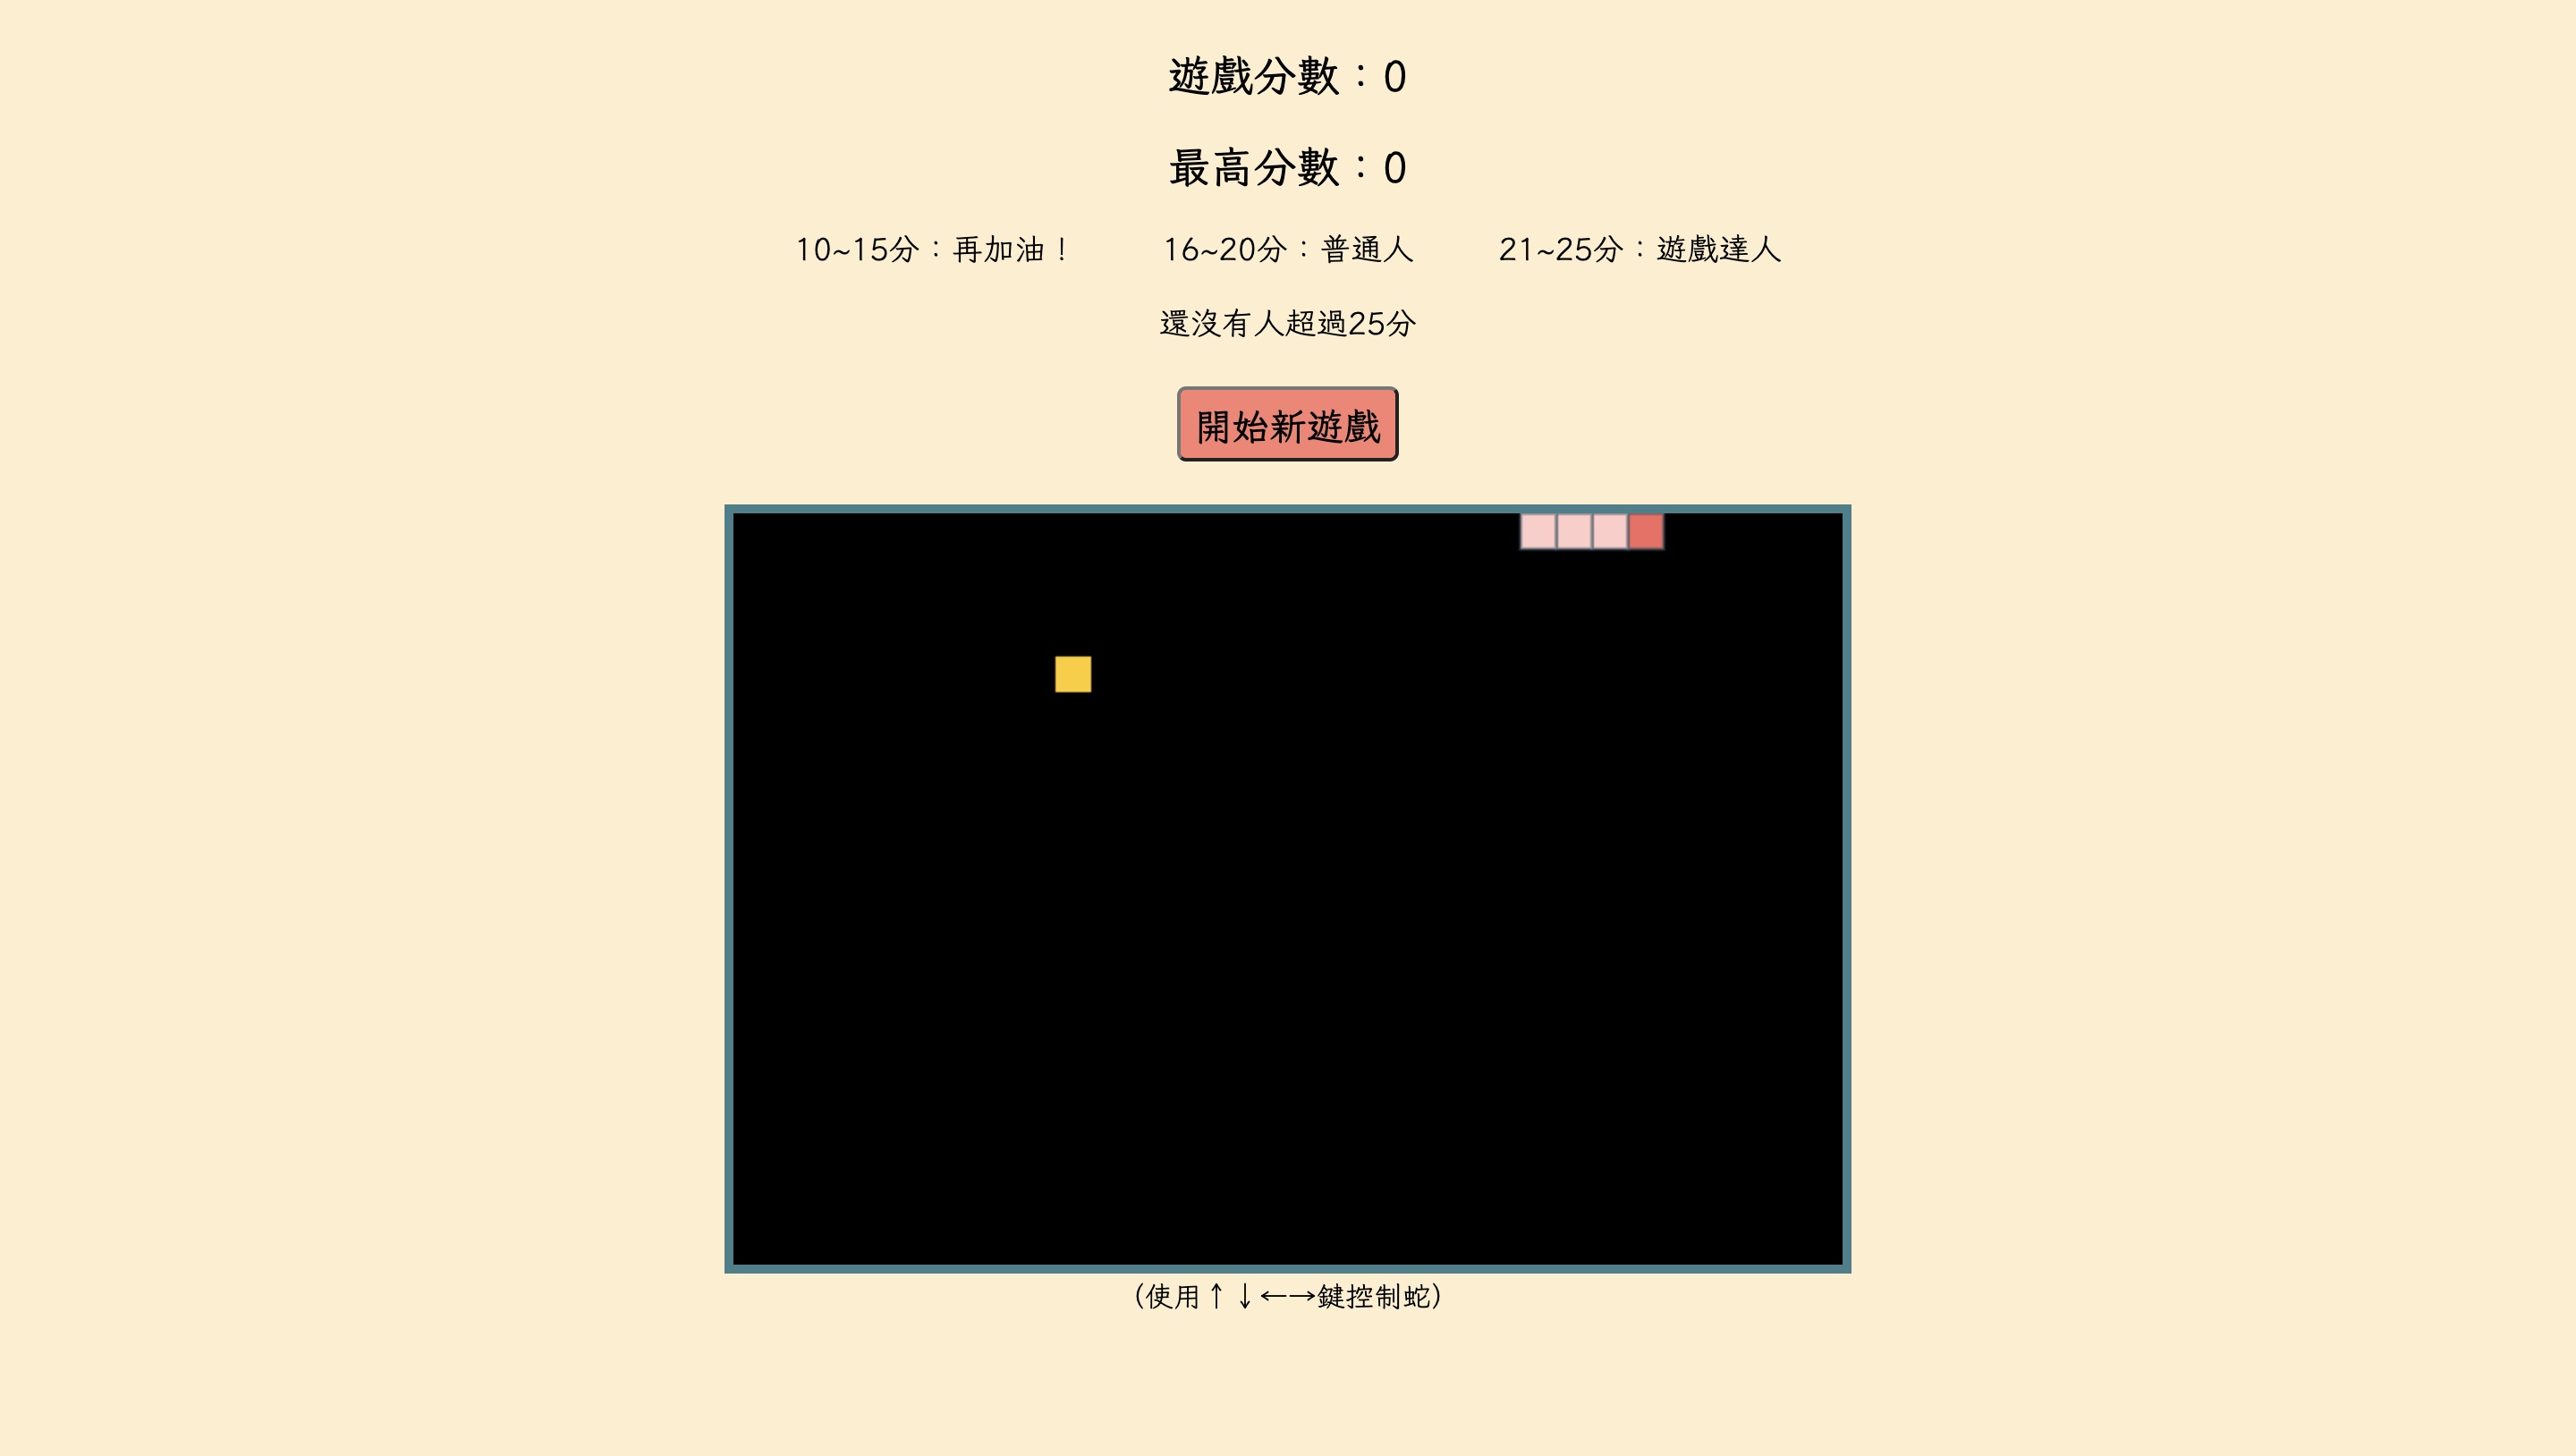 遊戲分數：0
最高分數：0
10~15分：再加油！ 16~20分：普通人 21~25分：遊戲達人
還沒有人超過25分
開始新遊戲
(使用↑↓←→鍵控制蛇)